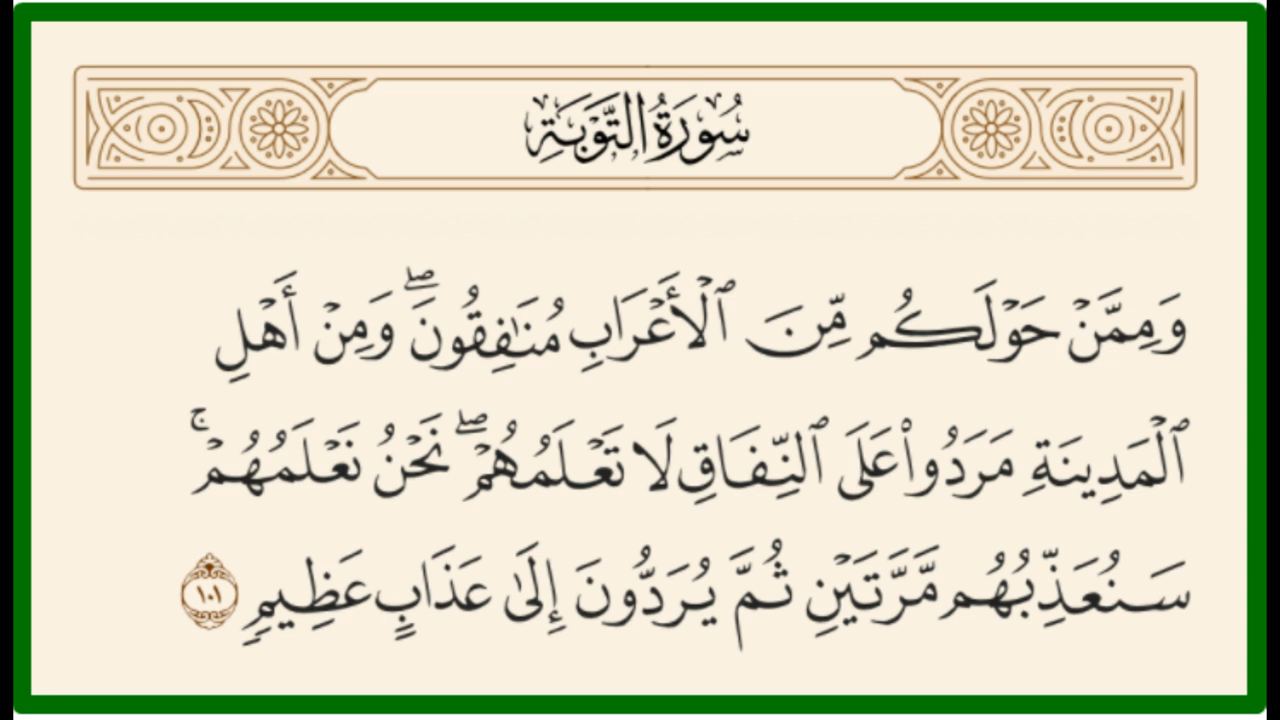 سُورَةُ التَّوْبَةِ
وَمِمَّنْ حَوْلَكُم مِّنَ ٱلْأَعْرَابِ مُنَـٰفِقُونَ ۖ وَمِنْ أَهْلِ
ٱلْمَدِينَةِ مَرَدُوا۟ عَلَى ٱلنِّفَاقِ لَا تَعْلَمُهُمْ ۖ نَحْنُ نَعْلَمُهُمْ ۚ
سَنُعَذِّبُهُم مَّرَّتَيْنِ ثُمَّ يُرَدُّونَ إِلَىٰ عَذَابٍ عَظِيمٍ ١٠١